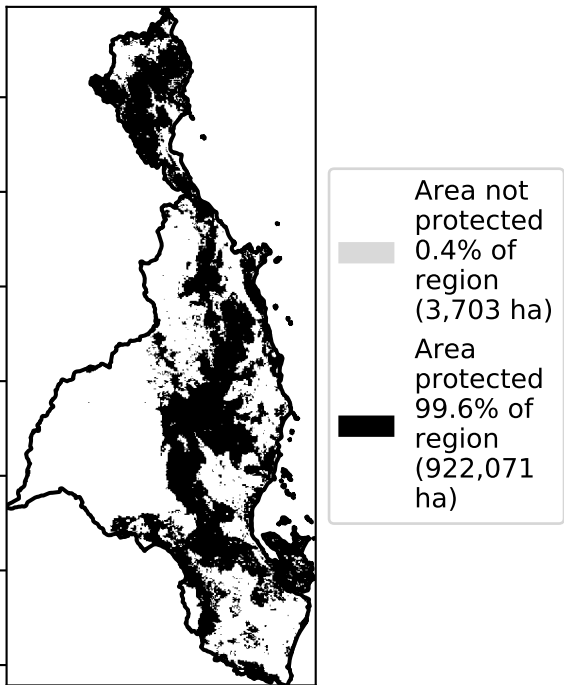 Area not
protected
0.4% of
region
(3,703 ha)
Area
protected
99.6% of
region
(922,071
ha)